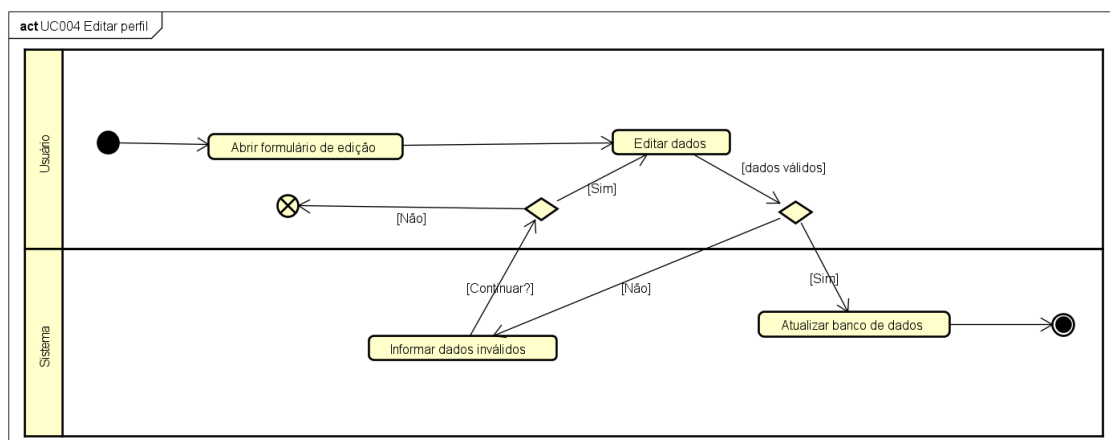 act UC004 Editar perfil
Usuário
Abrir formulário de edição
Editar dados
[dados válidos]
[Sim]
[Não]
[Continuar?]
[Não]
[Sim]
Sistema
Informar dados inválidos
Atualizar banco de dados